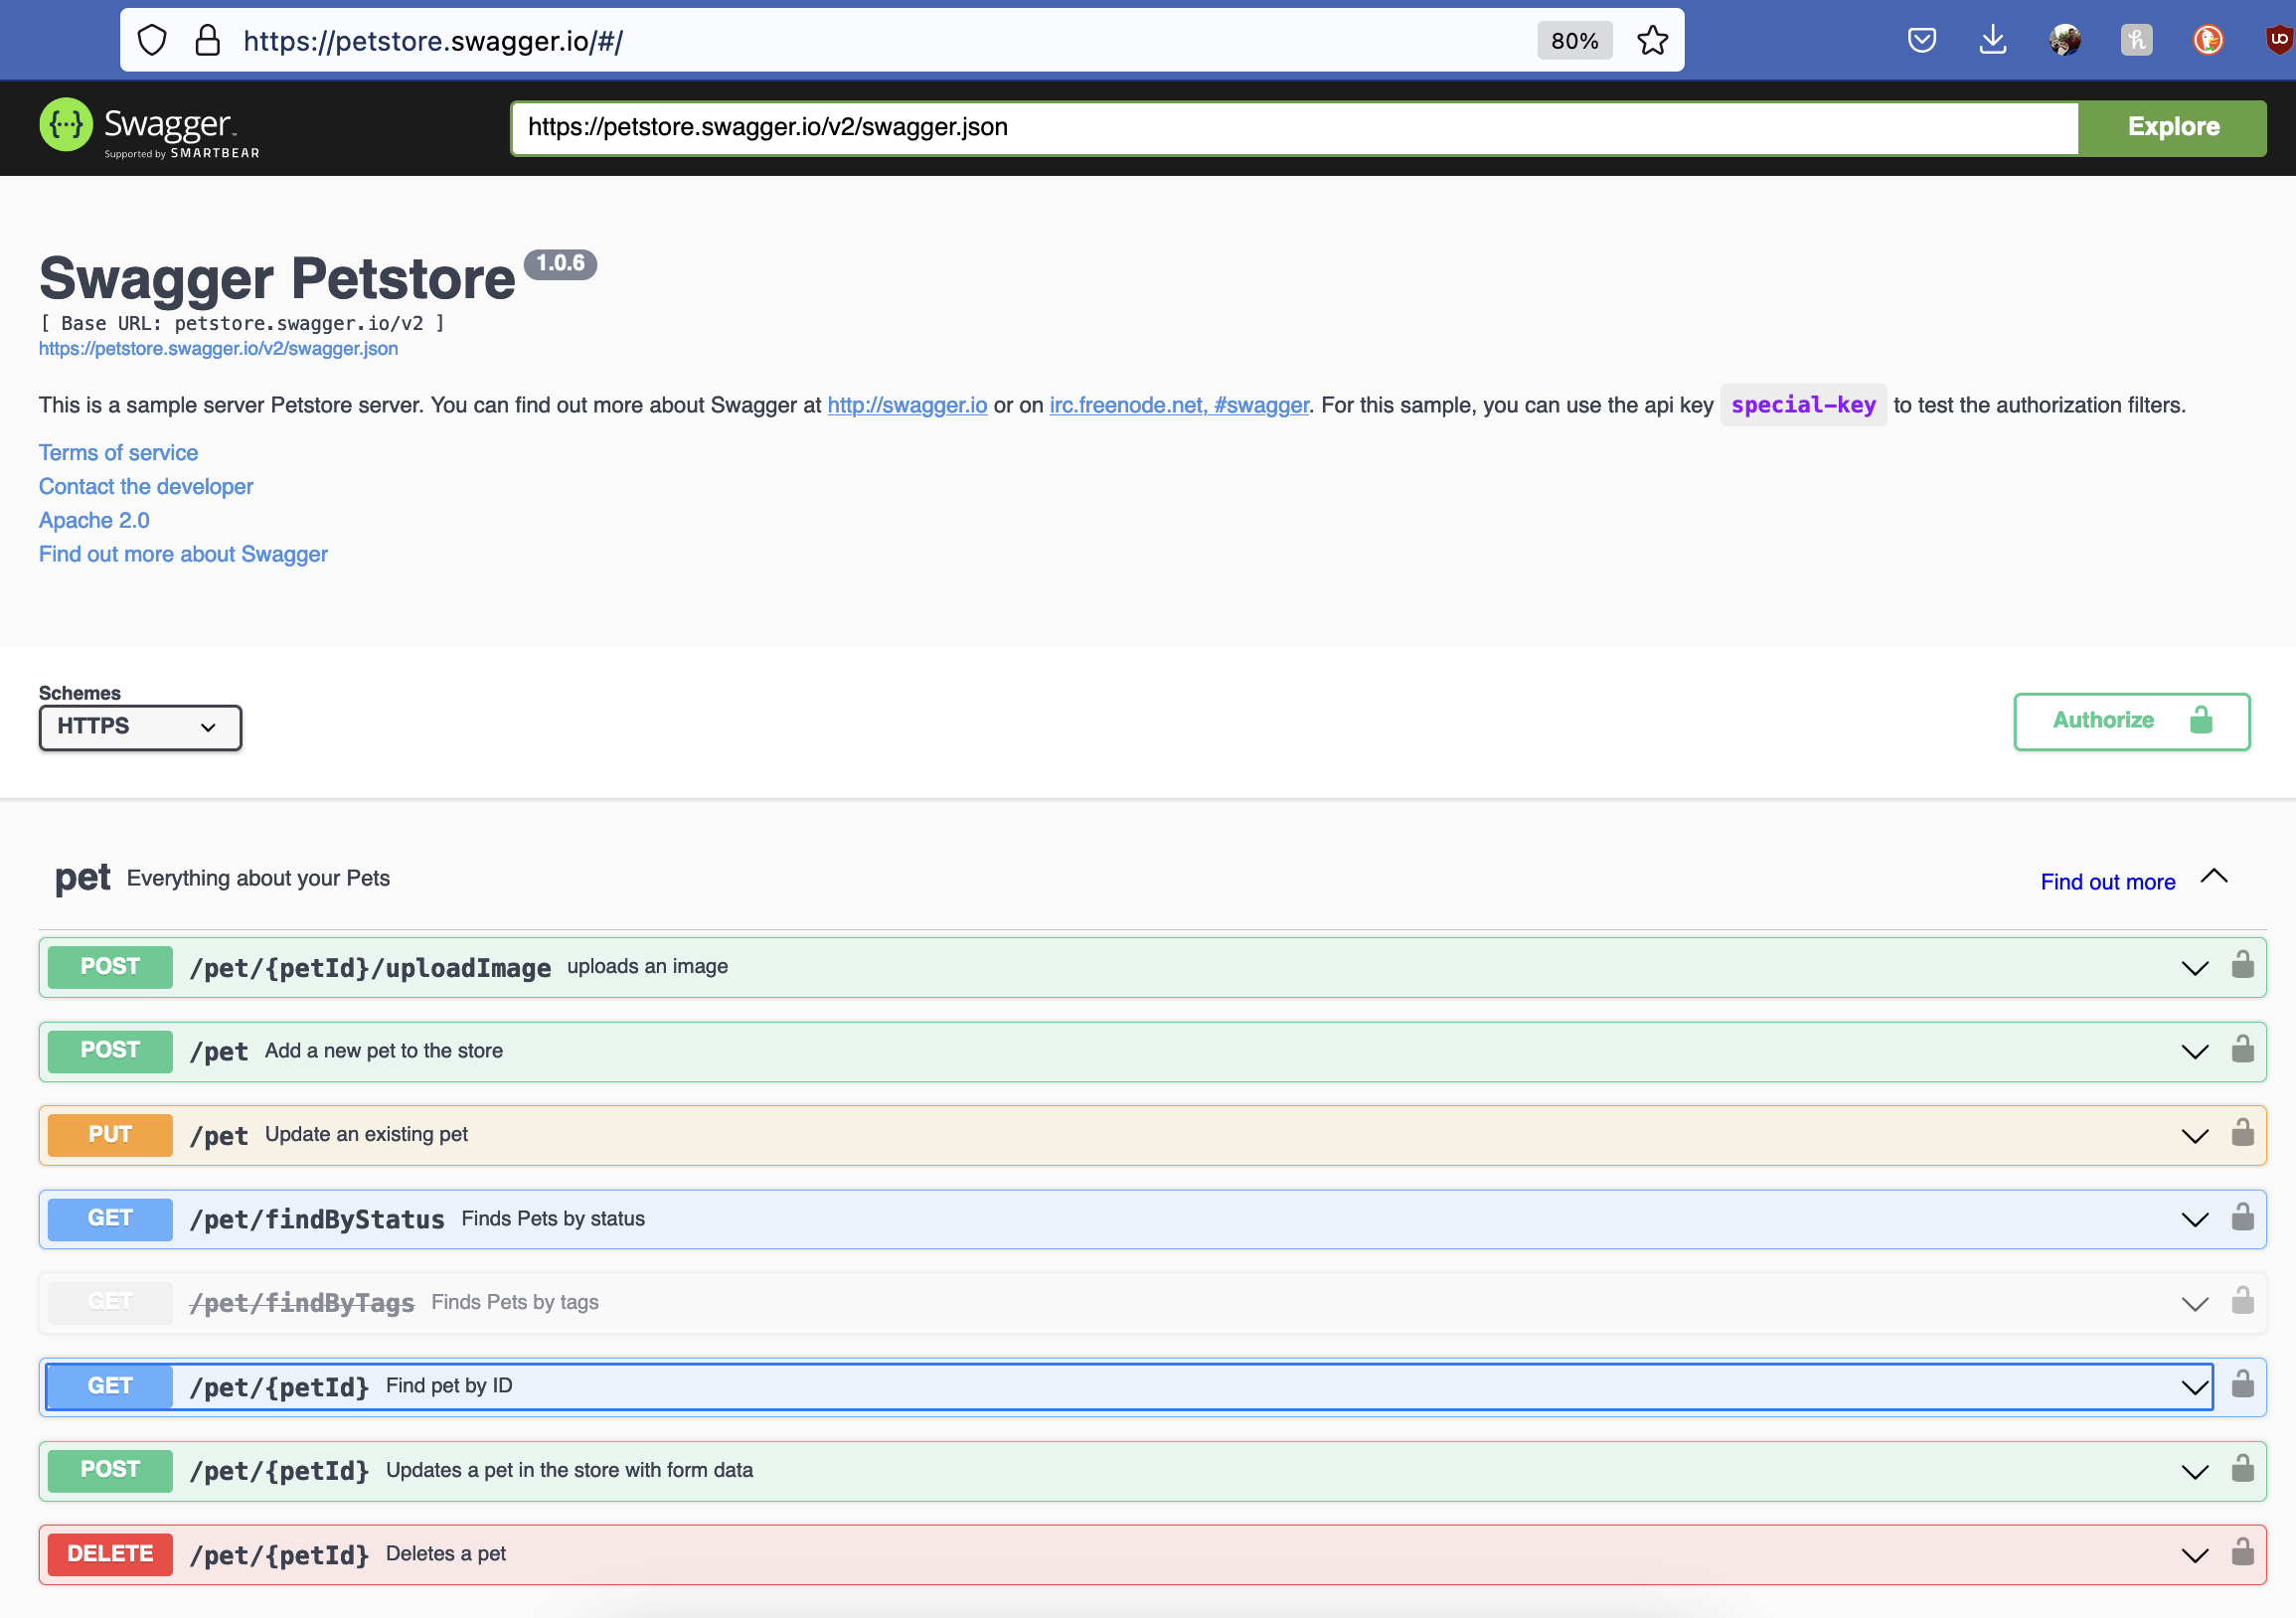 https://petstore.swagger.io/#/
80%
Swagger™
Supported by SMARTBEAR
https://petstore.swagger.io/v2/swagger.json
Explore
Swagger Petstore 1.0.6
[ Base URL: petstore.swagger.io/v2 ]
https://petstore.swagger.io/v2/swagger.json
This is a sample server Petstore server. You can find out more about Swagger at http://swagger.io or on irc.freenode.net, #swagger. For this sample, you can use the api key special-key to test the authorization filters.
Terms of service
Contact the developer
Apache 2.0
Find out more about Swagger
Schemes
HTTPS
Authorize
pet Everything about your Pets
Find out more
POST /pet/{petId}/uploadImage uploads an image
POST /pet Add a new pet to the store
PUT /pet Update an existing pet
GET /pet/findByStatus Finds Pets by status
GET /pet/findByTags Finds Pets by tags
GET /pet/{petId} Find pet by ID
POST /pet/{petId} Updates a pet in the store with form data
DELETE /pet/{petId} Deletes a pet